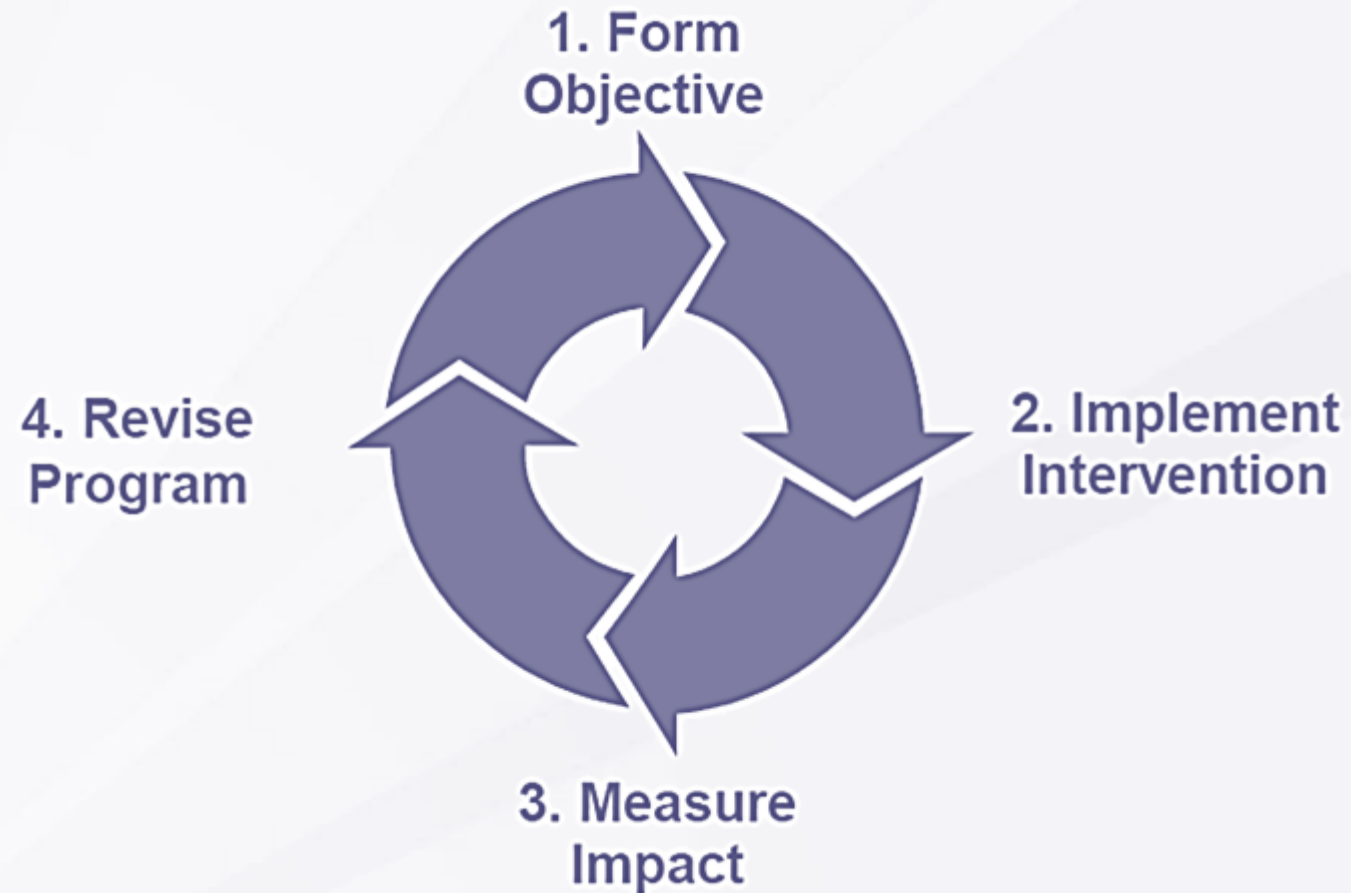 1. Form
Objective
2. Implement
Intervention
3. Measure
Impact
4. Revise
Program